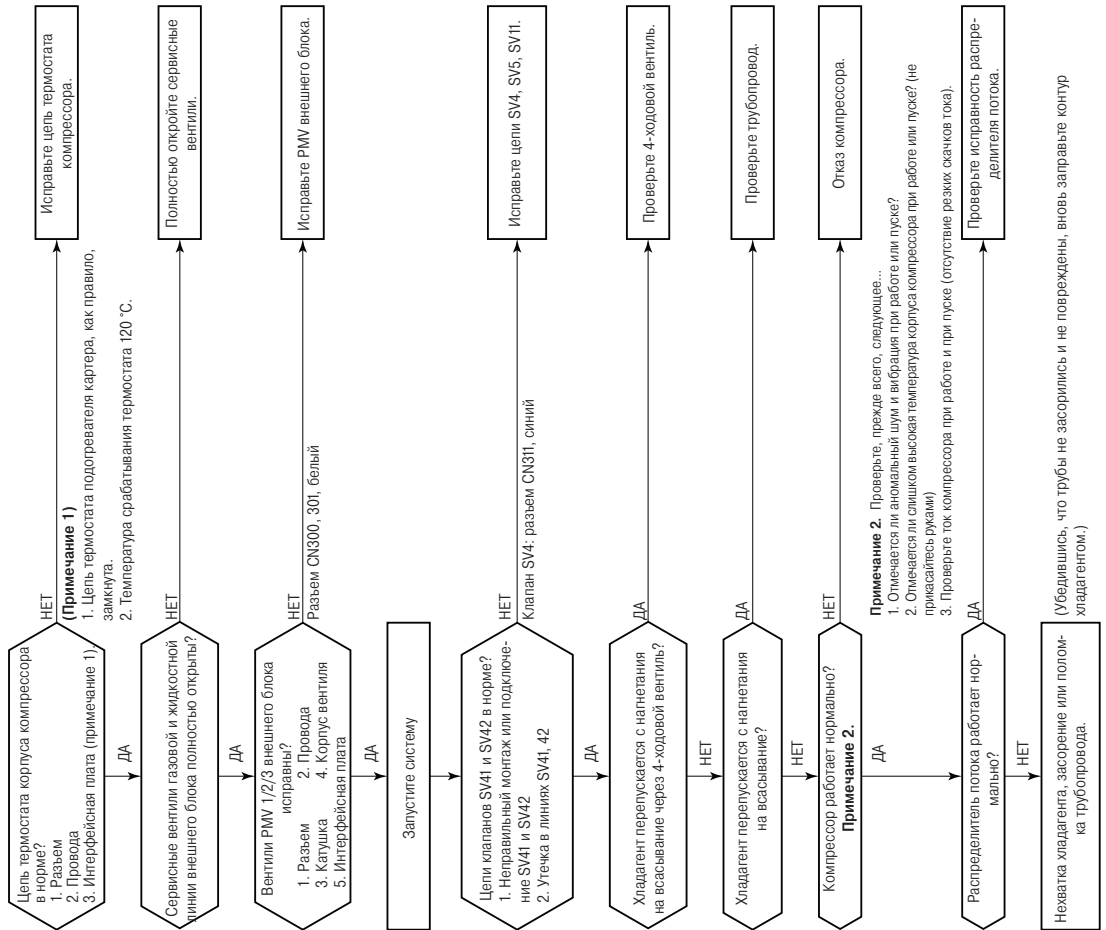 Цепь термостата корпуса компрессора
в норме?
1. Разъем
2. Провода
3. Интерфейсная плата (примечание 1).
НЕТ
Исправьте цепь термостата
компрессора.
(Примечание 1)
1. Цепь термостата подогревателя картера, как правило,
замкнута.
2. Температура срабатывания термостата 120 °C.
ДА
Сервисные вентили газовой и жидкостной
линии внешнего блока полностью открыты?
НЕТ
Полностью откройте сервисные
вентили.
ДА
Вентили PMV 1/2/3 внешнего блока
исправны?
1. Разъем 2. Провода
3. Катушка 4. Корпус вентиля
5. Интерфейсная плата
НЕТ
Разъем CN300, 301, белый
Исправьте PMV внешнего блока.
ДА
Запустите систему
Цепи клапанов SV41 и SV42 в норме?
1. Неправильный монтаж или подключе-
ние SV41 и SV42
2. Утечка в линиях SV41, 42
НЕТ
Клапан SV4: разъем CN311, синий
Исправьте цепи SV4, SV5, SV11.
ДА
Хладагент перепускается с нагнетания
на всасывание через 4-ходовой вентиль?
ДА
Проверьте 4-ходовой вентиль.
НЕТ
Хладагент перепускается с нагнетания
на всасывание?
ДА
Проверьте трубопровод.
НЕТ
Компрессор работает нормально?
Примечание 2.
НЕТ
Отказ компрессора.
Примечание 2. Проверьте, прежде всего, следующее...
1. Отмечается ли аномальный шум и вибрация при работе или пуске?
2. Отмечается ли слишком высокая температура корпуса компрессора при работе или пуске? (не
прикасайтесь руками)
3. Проверьте ток компрессора при работе и при пуске (отсутствие резких скачков тока).
ДА
Распределитель потока работает нор-
мально?
ДА
Проверьте исправность распре-
делителя потока.
НЕТ
Нехватка хладагента, засорение или полом-
ка трубопровода.
(Убедившись, что трубы не засорились и не повреждены, вновь заправьте контур
хладагентом.)